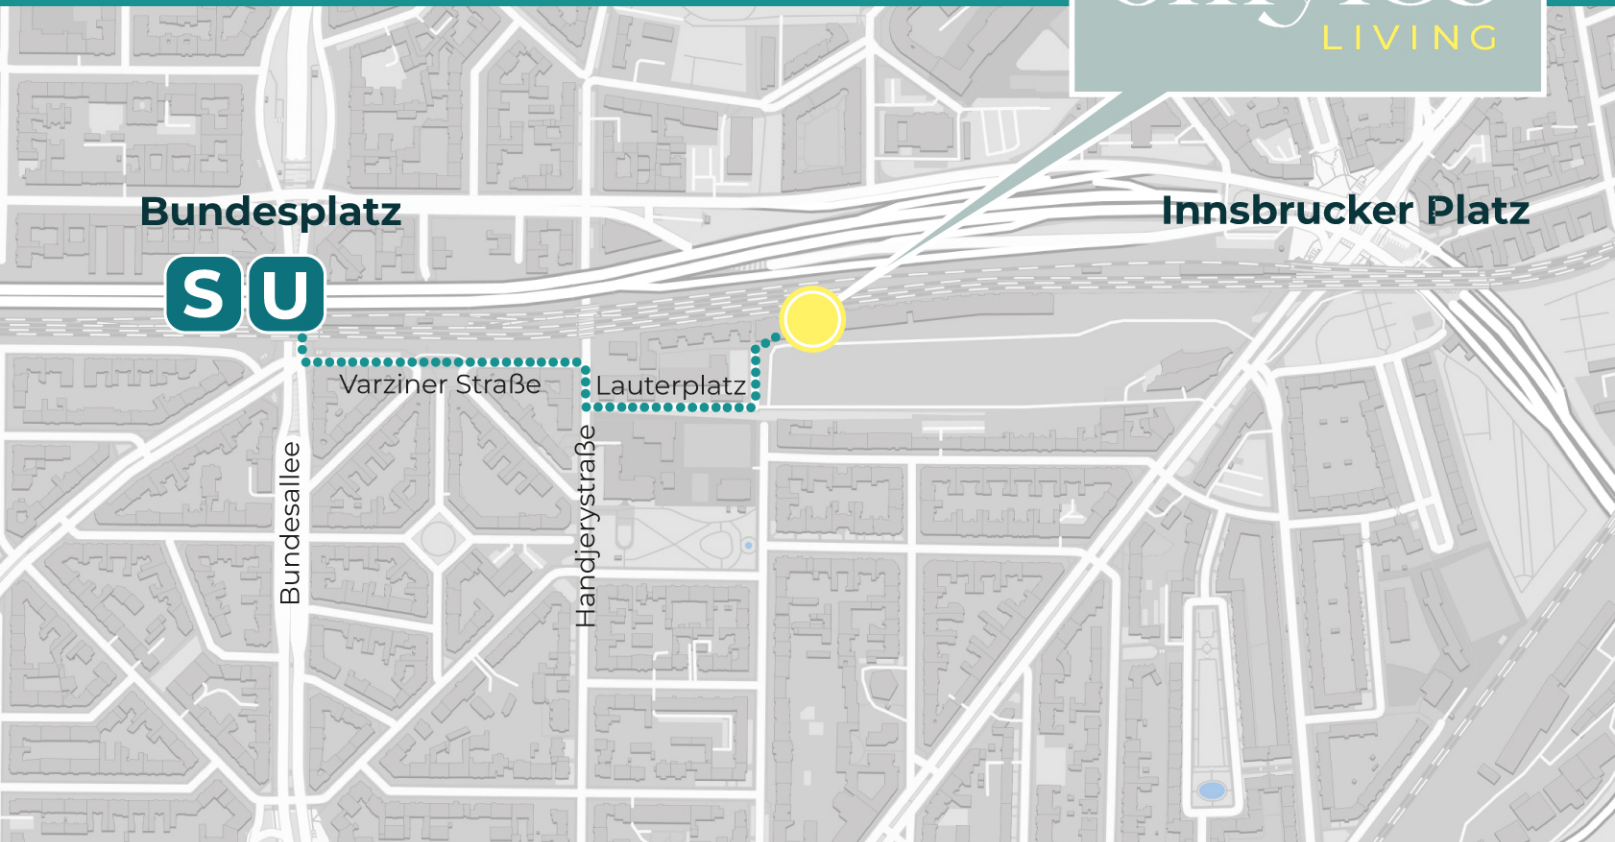 LIVING
Bundesplatz
Innsbrucker Platz
S U
Varziner Straße
Lauterplatz
Bundesallee
Handjerystraße